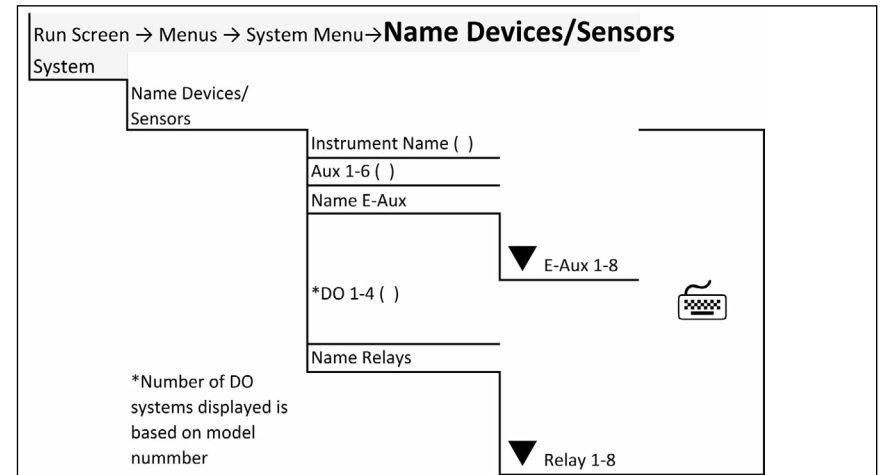 Run Screen → Menus → System Menu→Name Devices/Sensors
System
Name Devices/
Sensors
Instrument Name ( )
Aux 1-6 ( )
Name E-Aux
E-Aux 1-8
*DO 1-4 ( )
Name Relays
*Number of DO
systems displayed is
based on model
nummber
Relay 1-8